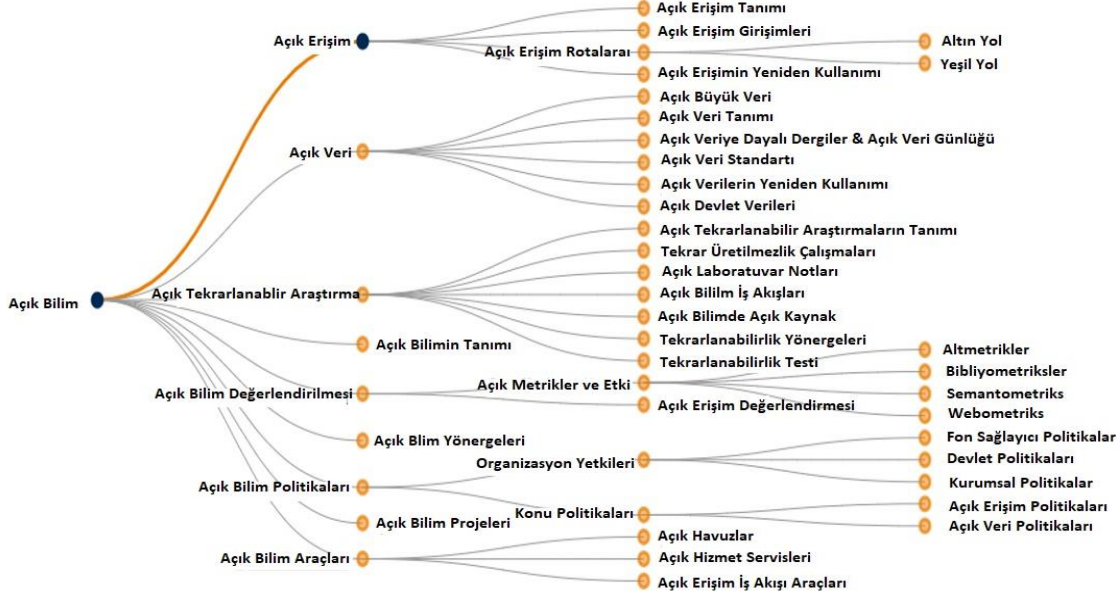 Açık Bilim
Açık Erişim
Açık Erişim Tanımı
Açık Erişim Girişimleri
Açık Erişim Rotalaraı
Altın Yol
Yeşil Yol
Açık Erişimin Yeniden Kullanımı
Açık Veri
Açık Büyük Veri
Açık Veri Tanımı
Açık Veriye Dayalı Dergiler & Açık Veri Günlüğü
Açık Veri Standartı
Açık Verilerin Yeniden Kullanımı
Açık Devlet Verileri
Açık Tekrarlanablir Araştırma
Açık Tekrarlanabilir Araştırmaların Tanımı
Tekrar Üretilmezlik Çalışmaları
Açık Laboratuvar Notları
Açık Bililm İş Akışları
Açık Bilimde Açık Kaynak
Tekrarlanabilirlik Yönergeleri
Tekrarlanabilirlik Testi
Açık Bilimin Tanımı
Açık Bilim Değerlendirilmesi
Açık Metrikler ve Etki
Altmetrikler
Bibliyometriksler
Semantometriks
Webometriks
Açık Erişim Değerlendirmesi
Açık Blim Yönergeleri
Açık Bilim Politikaları
Organizasyon Yetkileri
Fon Sağlayıcı Politikalar
Devlet Politikaları
Kurumsal Politikalar
Konu Politikaları
Açık Erişim Politikaları
Açık Veri Politikaları
Açık Bilim Projeleri
Açık Bilim Araçları
Açık Havuzlar
Açık Hizmet Servisleri
Açık Erişim İş Akışı Araçları